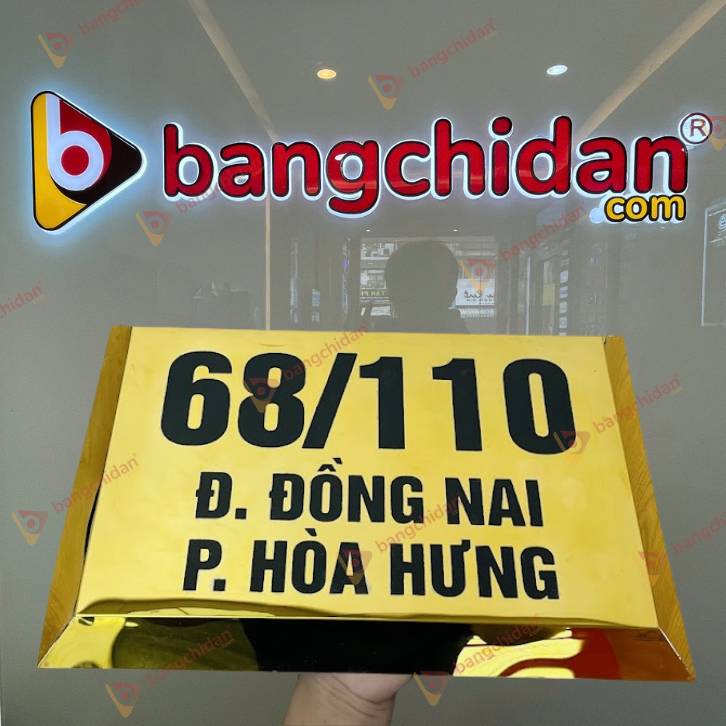 bangchidan®
com
68/110
Đ. ĐỒNG NAI
P. HÒA HƯNG